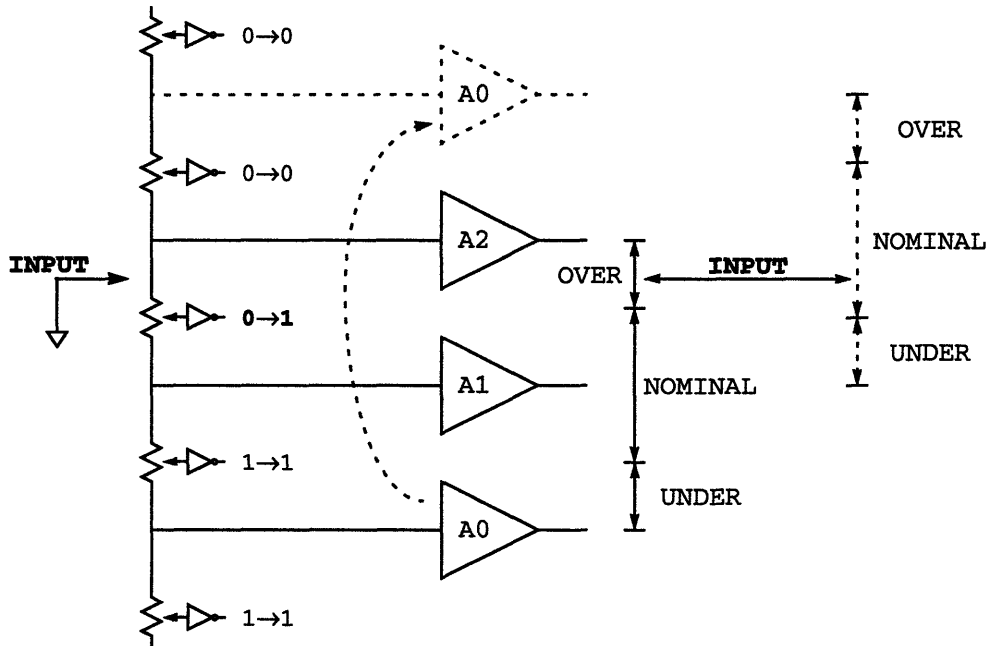 0→0
A0
OVER
0→0
A2
NOMINAL
INPUT
OVER
INPUT
0→1
UNDER
A1
NOMINAL
1→1
UNDER
A0
1→1